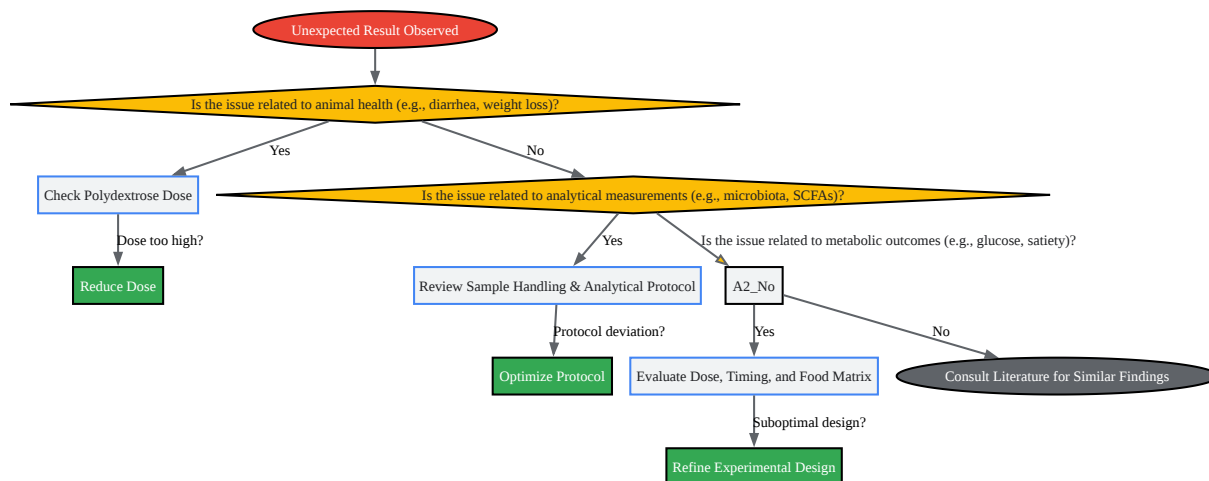 Unexpected Result Observed
Is the issue related to animal health (e.g., diarrhea, weight loss)?
Yes
No
Check Polydextrose Dose
Is the issue related to analytical measurements (e.g., microbiota, SCFAs)?
Dose too high?
Yes
Is the issue related to metabolic outcomes (e.g., glucose, satiety)?
Reduce Dose
Review Sample Handling & Analytical Protocol
A2_No
Protocol deviation?
Yes
No
Optimize Protocol
Evaluate Dose, Timing, and Food Matrix
Consult Literature for Similar Findings
Suboptimal design?
Refine Experimental Design